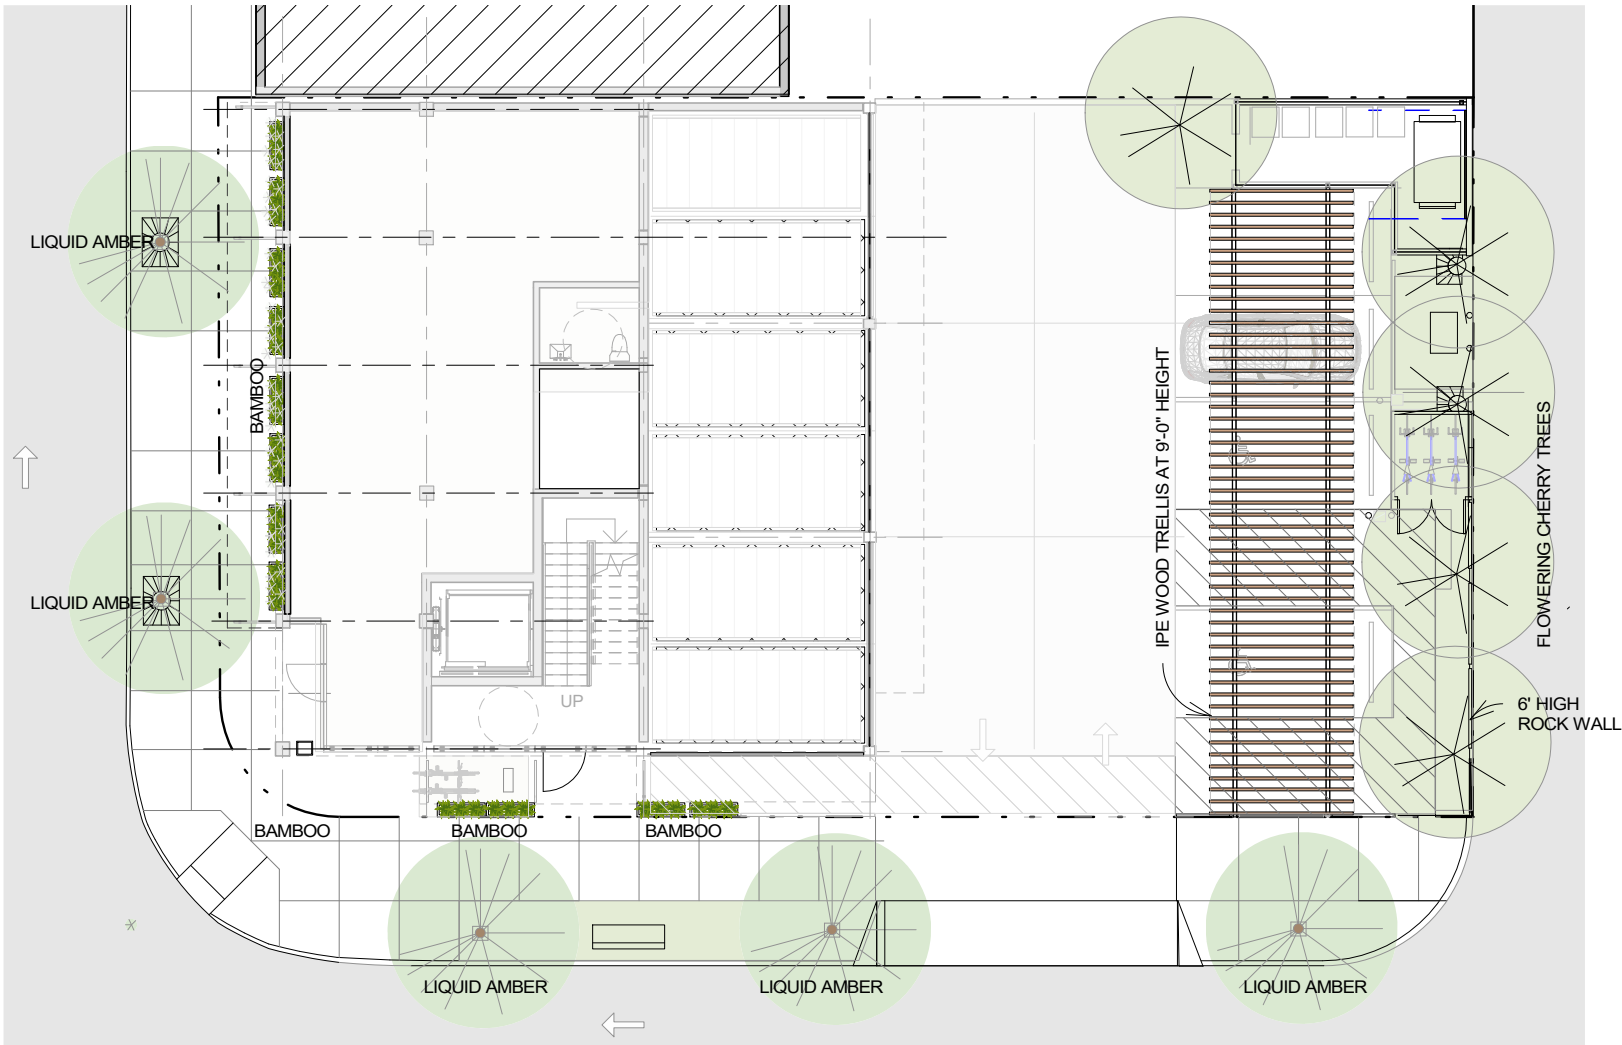 LIQUID AMBER
BAMBOO
IPE WOOD TRELLIS AT 9'-0" HEIGHT
FLOWERING CHERRY TREES
LIQUID AMBER
UP
6' HIGH
ROCK WALL
BAMBOO
BAMBOO
BAMBOO
LIQUID AMBER
LIQUID AMBER
LIQUID AMBER